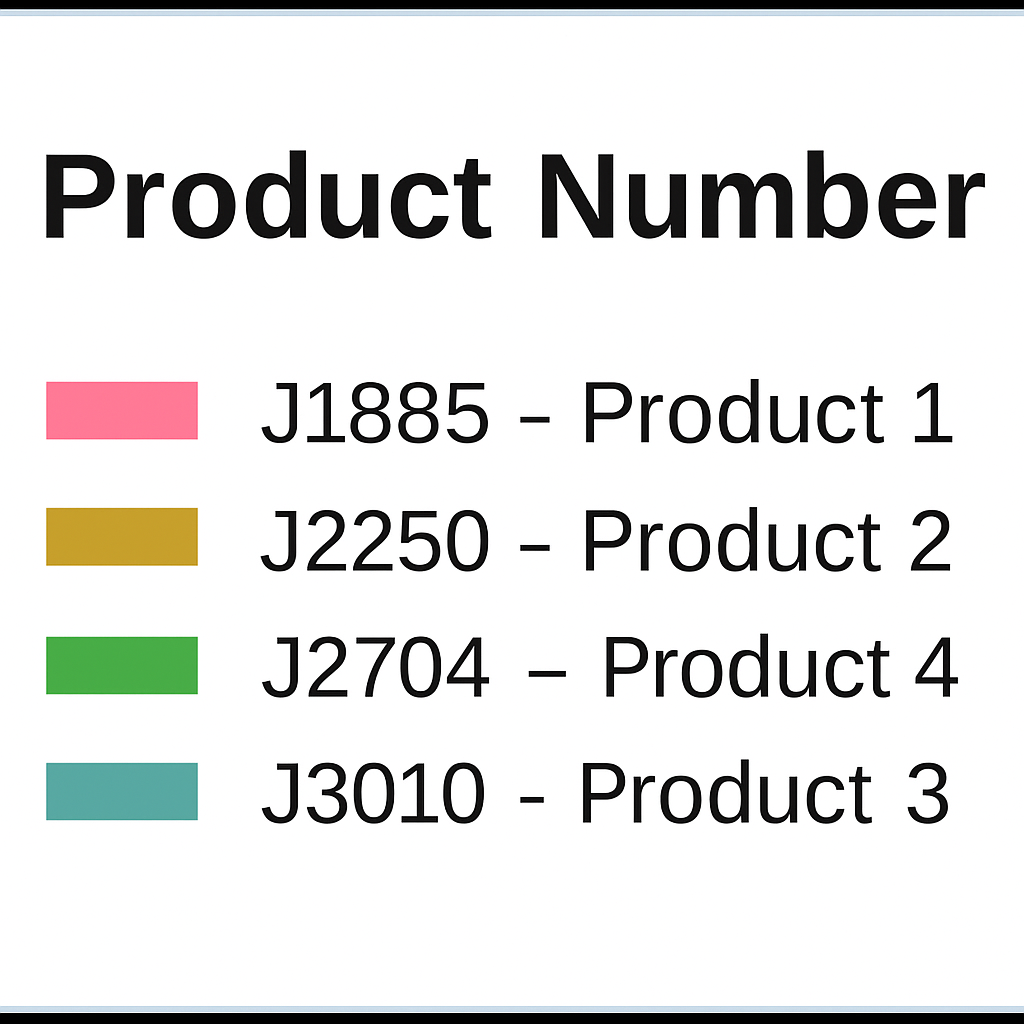 Product Number
J1885 – Product 1
J2250 – Product 2
J2704 – Product 4
J3010 - Product 3